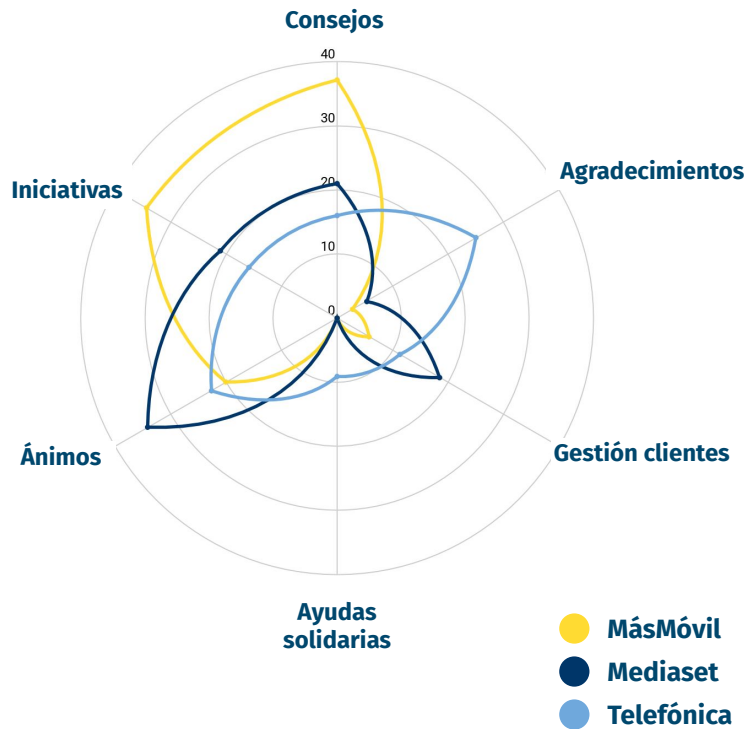 Consejos
40
30
20
10
0
Agradecimientos
Iniciativas
Ánimos
Gestión clientes
Ayudas
solidarias
MásMóvil
Mediaset
Telefónica